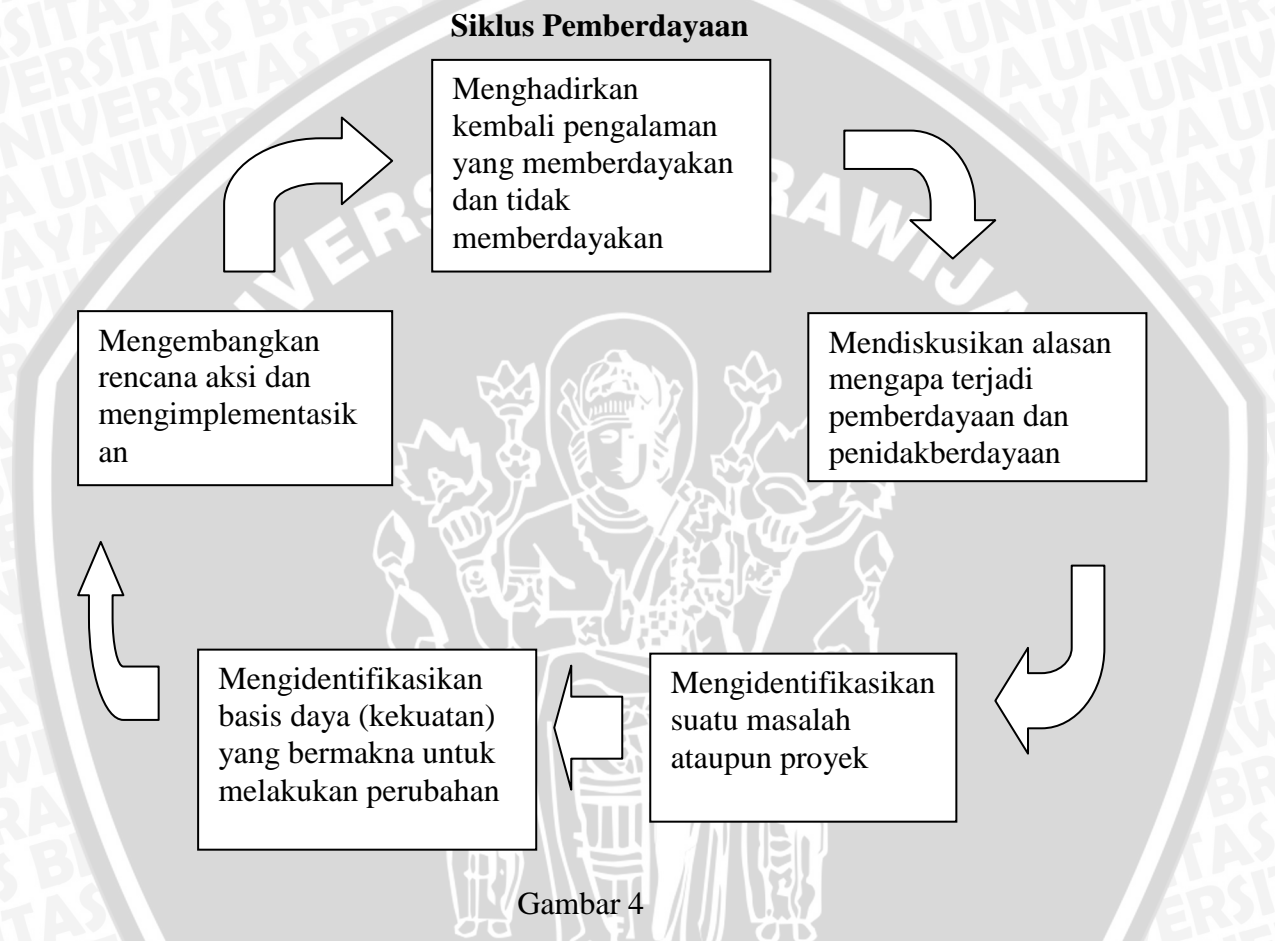 Siklus Pemberdayaan
Menghadirkan
kembali pengalaman
yang memberdayakan
dan tidak
memberdayakan
Mendiskusikan alasan
mengapa terjadi
pemberdayaan dan
penidakberdayaan
Mengidentifikasikan
suatu masalah
ataupun proyek
Mengidentifikasikan
basis daya (kekuatan)
yang bermakna untuk
melakukan perubahan
Mengembangkan
rencana aksi dan
mengimplementasik
an
Gambar 4